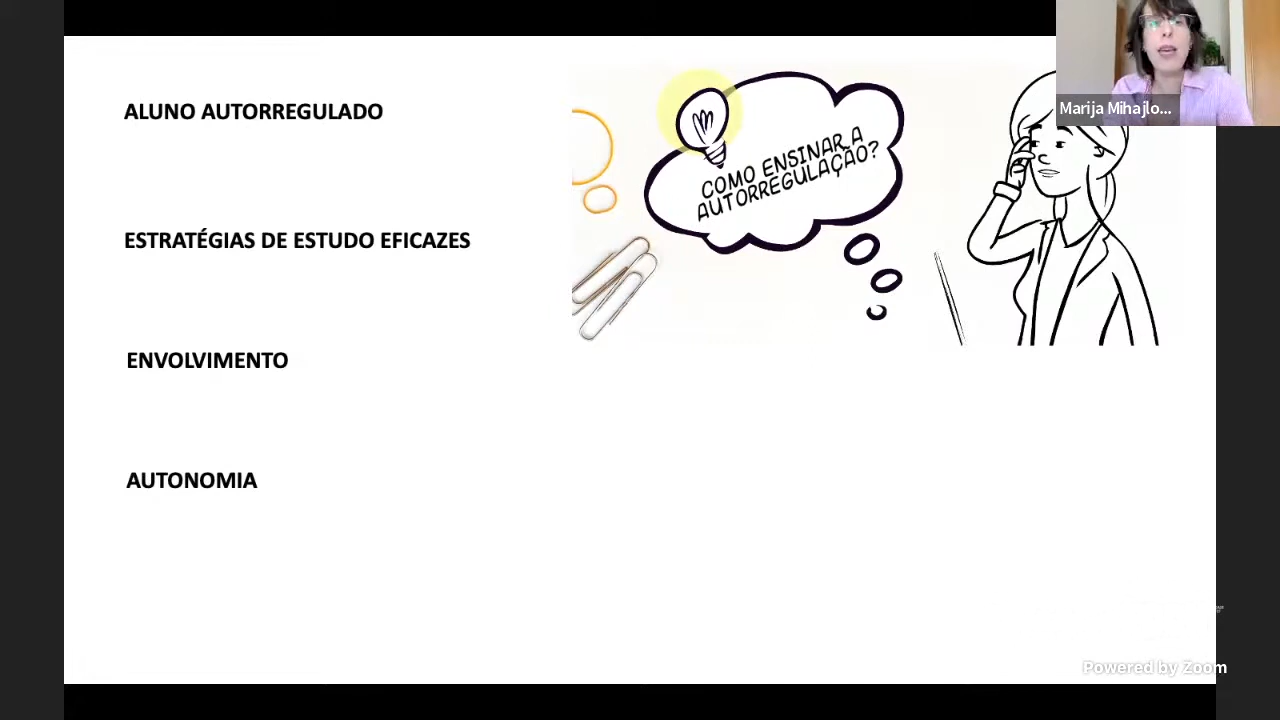 ALUNO AUTORREGULADO
ESTRATÉGIAS DE ESTUDO EFICAZES
ENVOLVIMENTO
AUTONOMIA
COMO ENSINAR A
AUTORREGULAÇÃO?
Marija Mihajlo...
Powered by Zoom